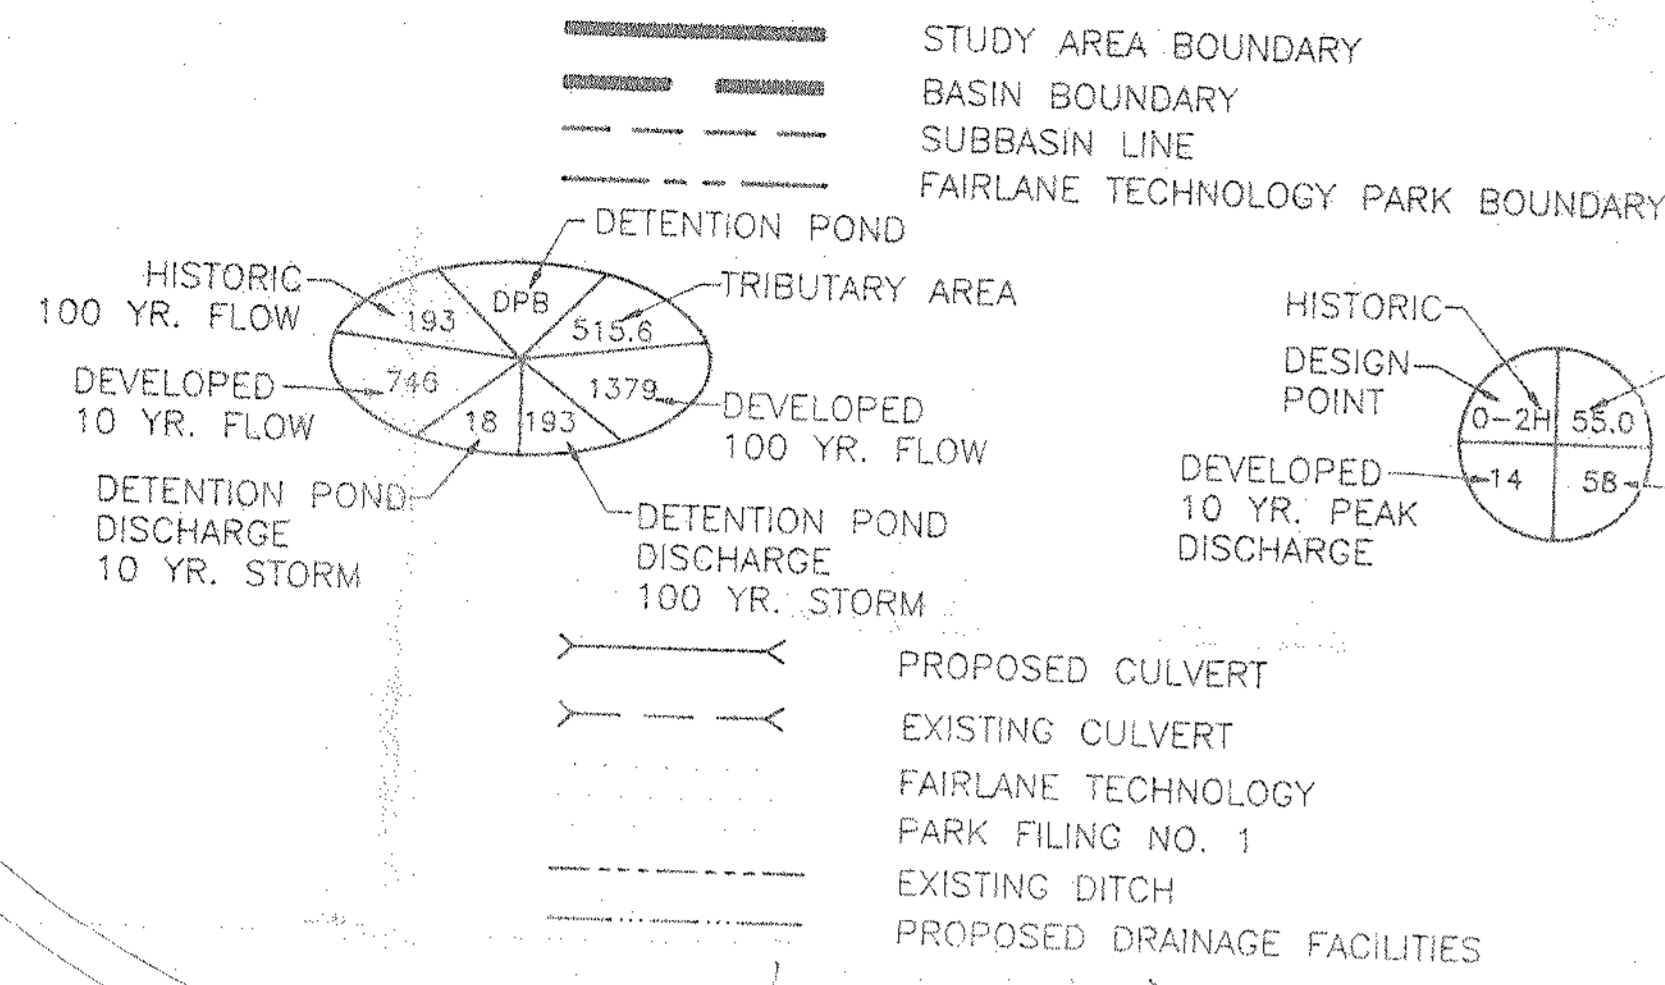 STUDY AREA BOUNDARY
BASIN BOUNDARY
SUBBASIN LINE
FAIRLANE TECHNOLOGY PARK BOUNDARY
DETENTION POND
HISTORIC
100 YR. FLOW
TRIBUTARY AREA
193
DPB
515.6
DEVELOPED
10 YR. FLOW
746
18
193
1379
DEVELOPED
100 YR. FLOW
DETENTION POND
DISCHARGE
10 YR. STORM
DETENTION POND
DISCHARGE
100 YR. STORM
HISTORIC
DESIGN
POINT
0-2H
55.0
DEVELOPED
10 YR. PEAK
DISCHARGE
14
58
PROPOSED CULVERT
EXISTING CULVERT
FAIRLANE TECHNOLOGY
PARK FILING NO. 1
EXISTING DITCH
PROPOSED DRAINAGE FACILITIES